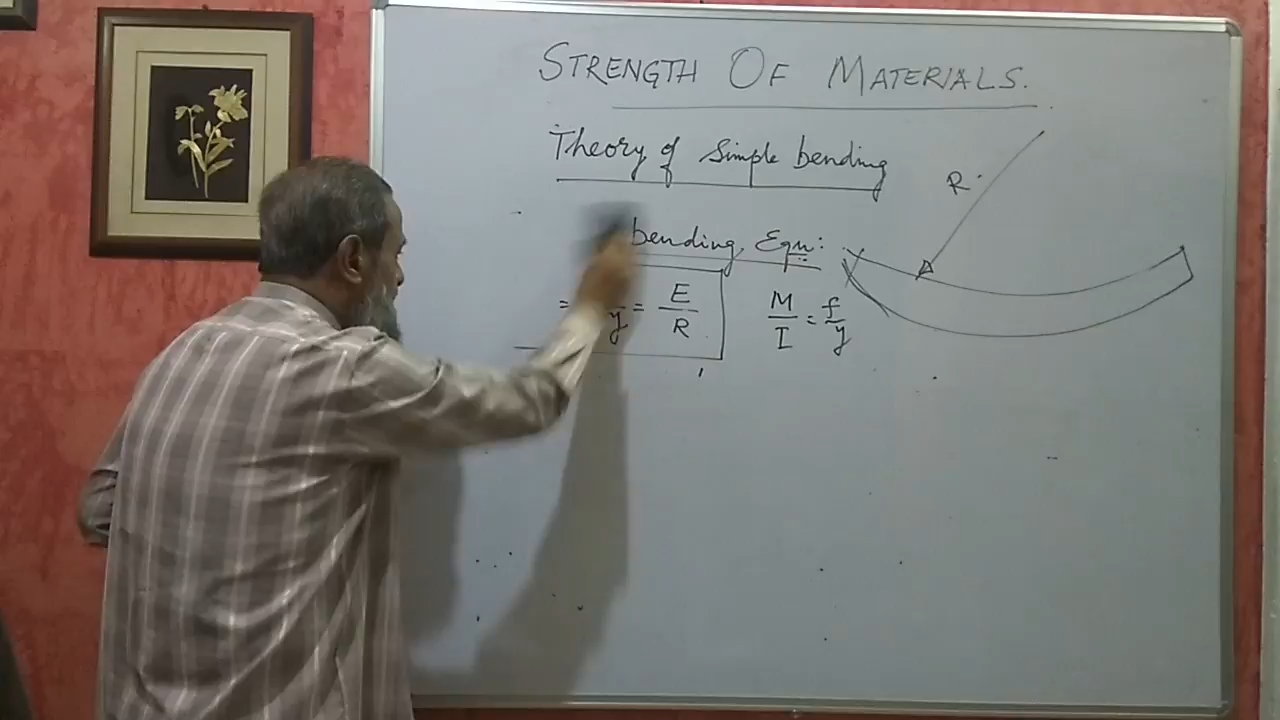 STRENGTH OF MATERIALS.
Theory of Simple bending
R
bending Eqn:
= /y = E/R
M/I = f/y